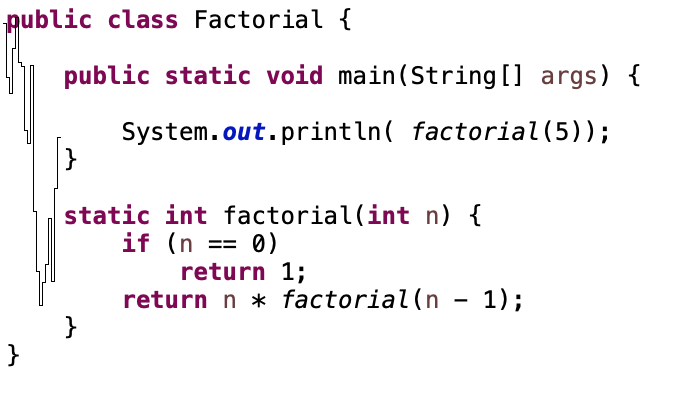 public class Factorial {
public static void main(String[] args) {
System.out.println( factorial(5));
}
static int factorial(int n) {
if (n == 0)
return 1;
return n * factorial(n - 1);
}
}